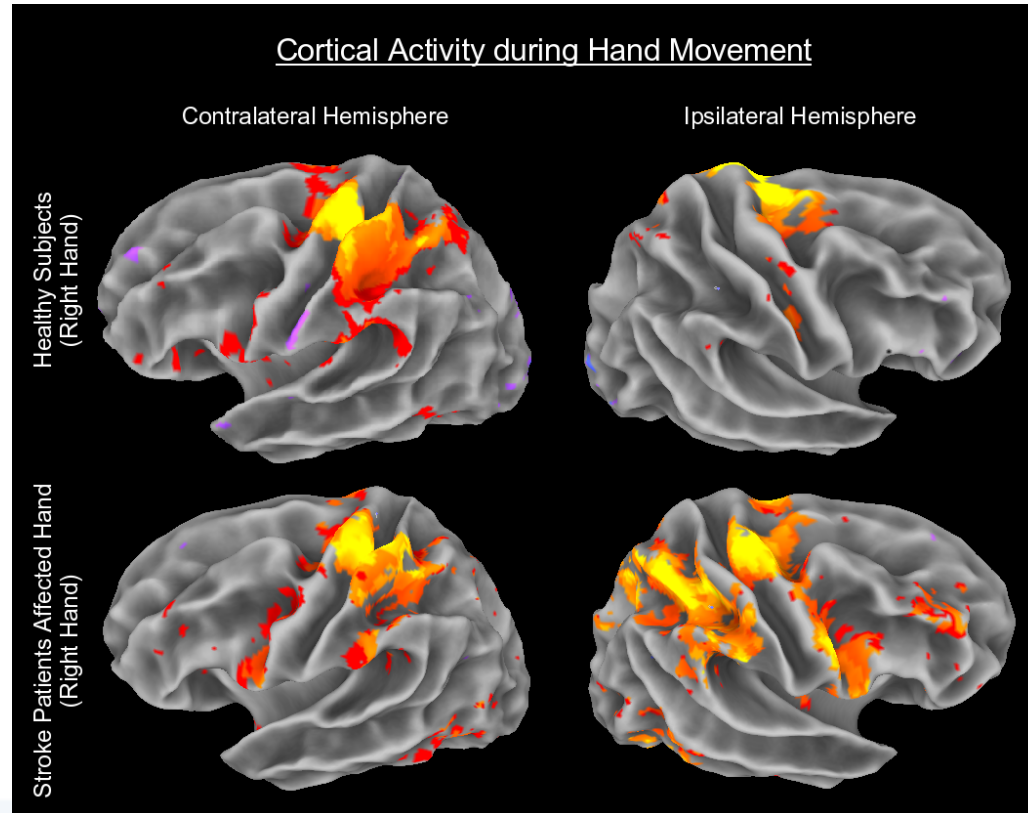 Cortical Activity during Hand Movement
Contralateral Hemisphere
Ipsilateral Hemisphere
Healthy Subjects
(Right Hand)
Stroke Patients Affected Hand
(Right Hand)